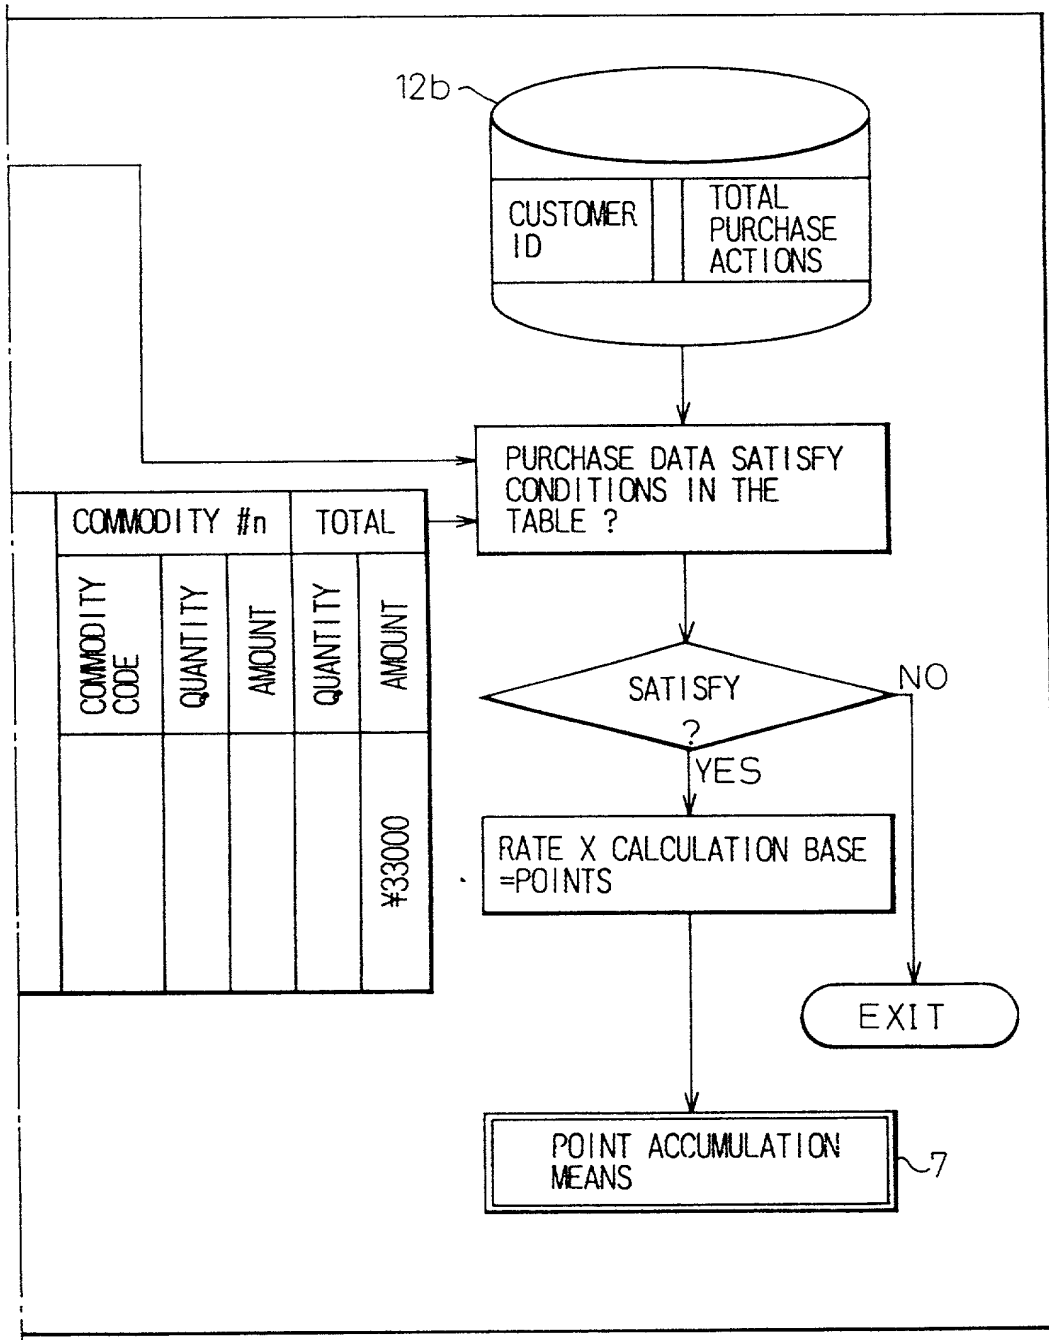 12b
CUSTOMER
ID
TOTAL
PURCHASE
ACTIONS
PURCHASE DATA SATISFY
CONDITIONS IN THE
TABLE ?
COMMODITY #n
TOTAL
COMMODITY
CODE
QUANTITY
AMOUNT
QUANTITY
AMOUNT
¥33000
SATISFY
?
NO
YES
RATE X CALCULATION BASE
=POINTS
EXIT
POINT ACCUMULATION
MEANS
7